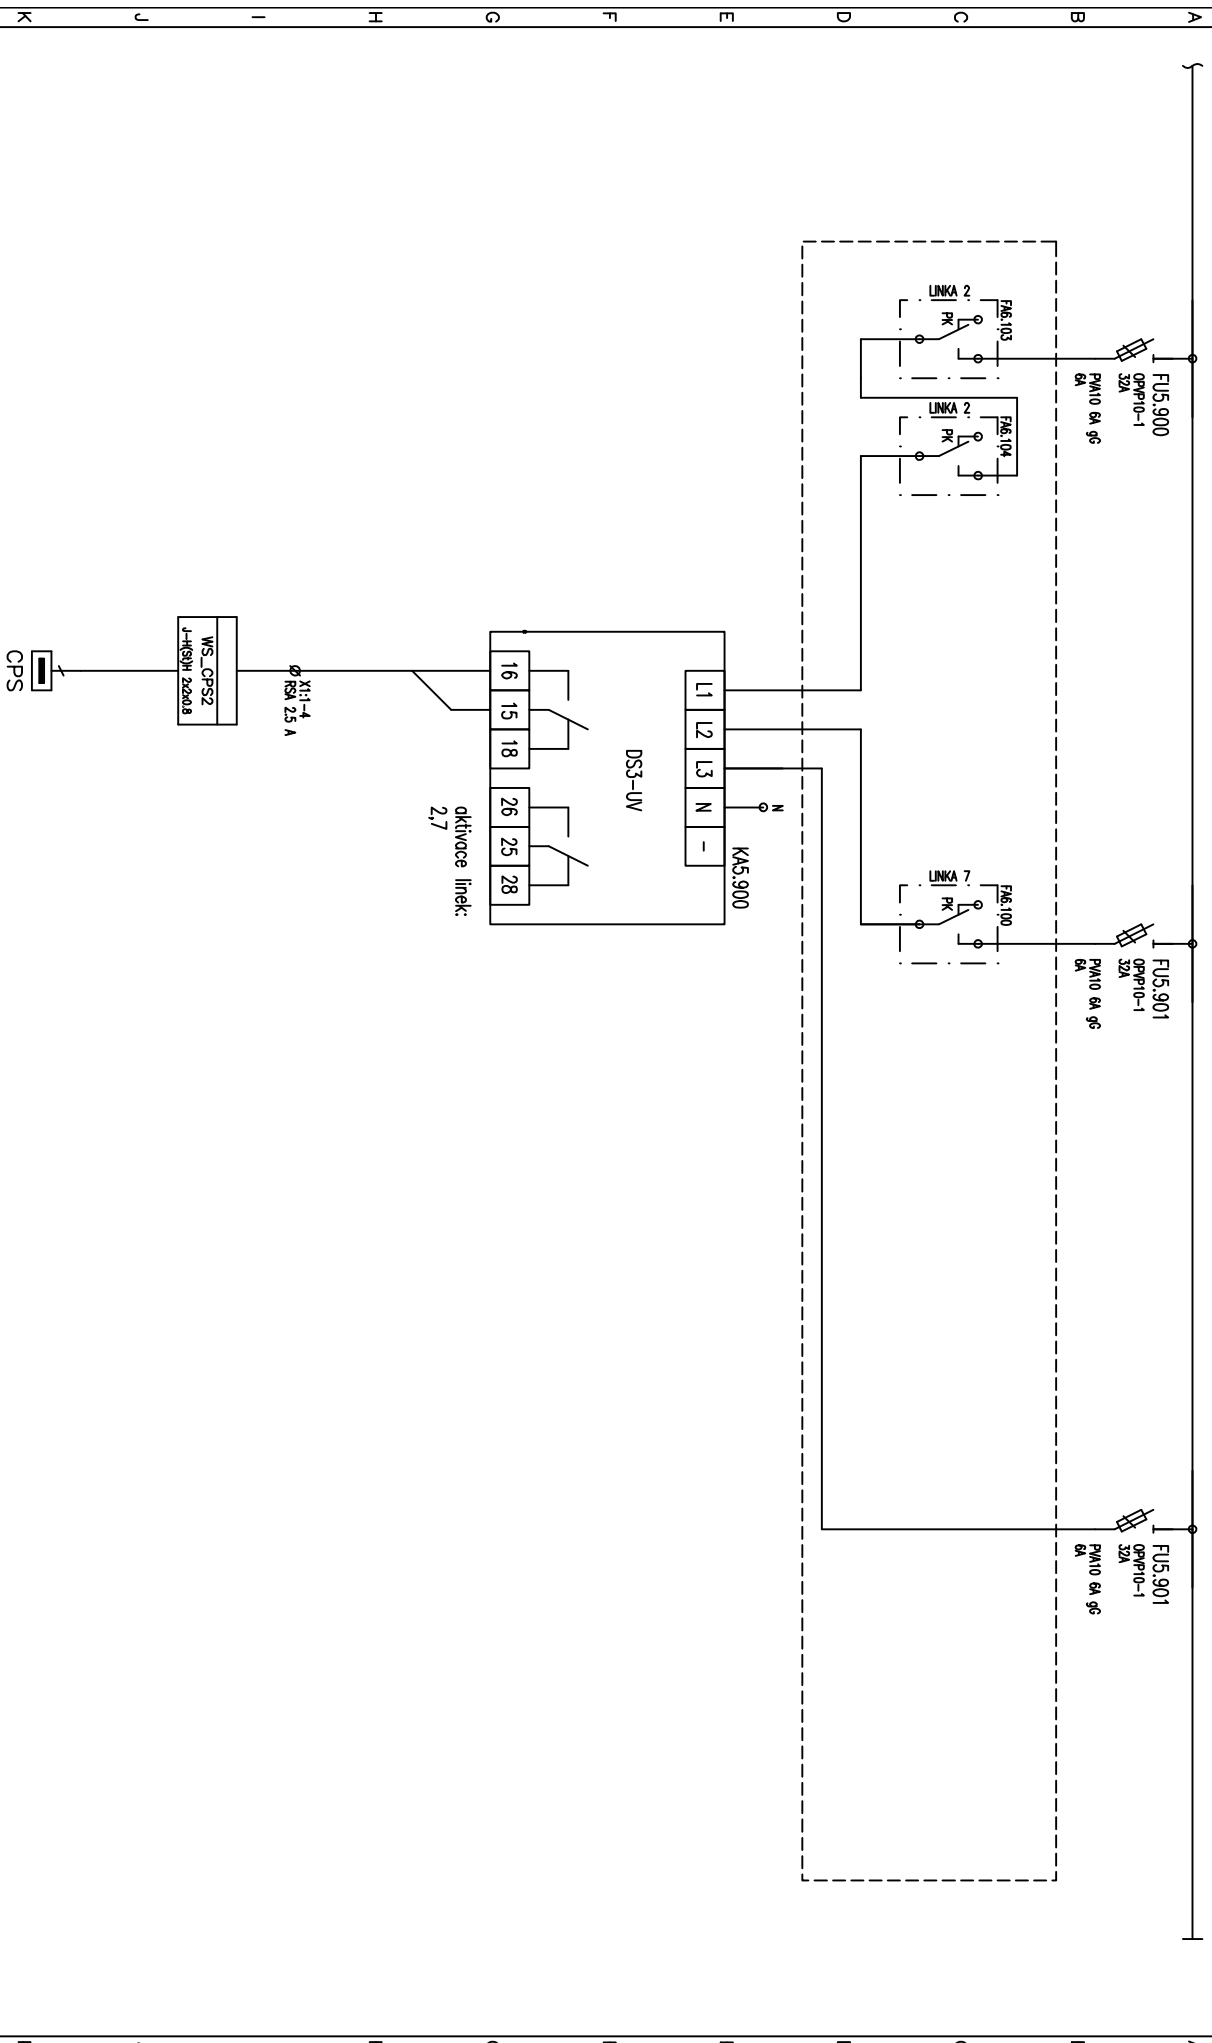 A
B
C
D
E
F
G
H
I
J
K
FU5.900
OPVP10-1
32A
PVA10 6A gG
6A
FU5.901
OPVP10-1
32A
PVA10 6A gG
6A
FU5.901
OPVP10-1
32A
PVA10 6A gG
6A
FA6.103
PK
LINKA 2
FA6.104
PK
LINKA 2
FA6.100
PK
LINKA 7
N
KA5.900
L1 L2 L3 N -
DS3-UV
16 15 18 26 25 28
aktivace linek:
2,7
X1:1-4
Ø RSA 2.5 A
WS_CPS2
J-H(St)H 2x2x0.8
CPS